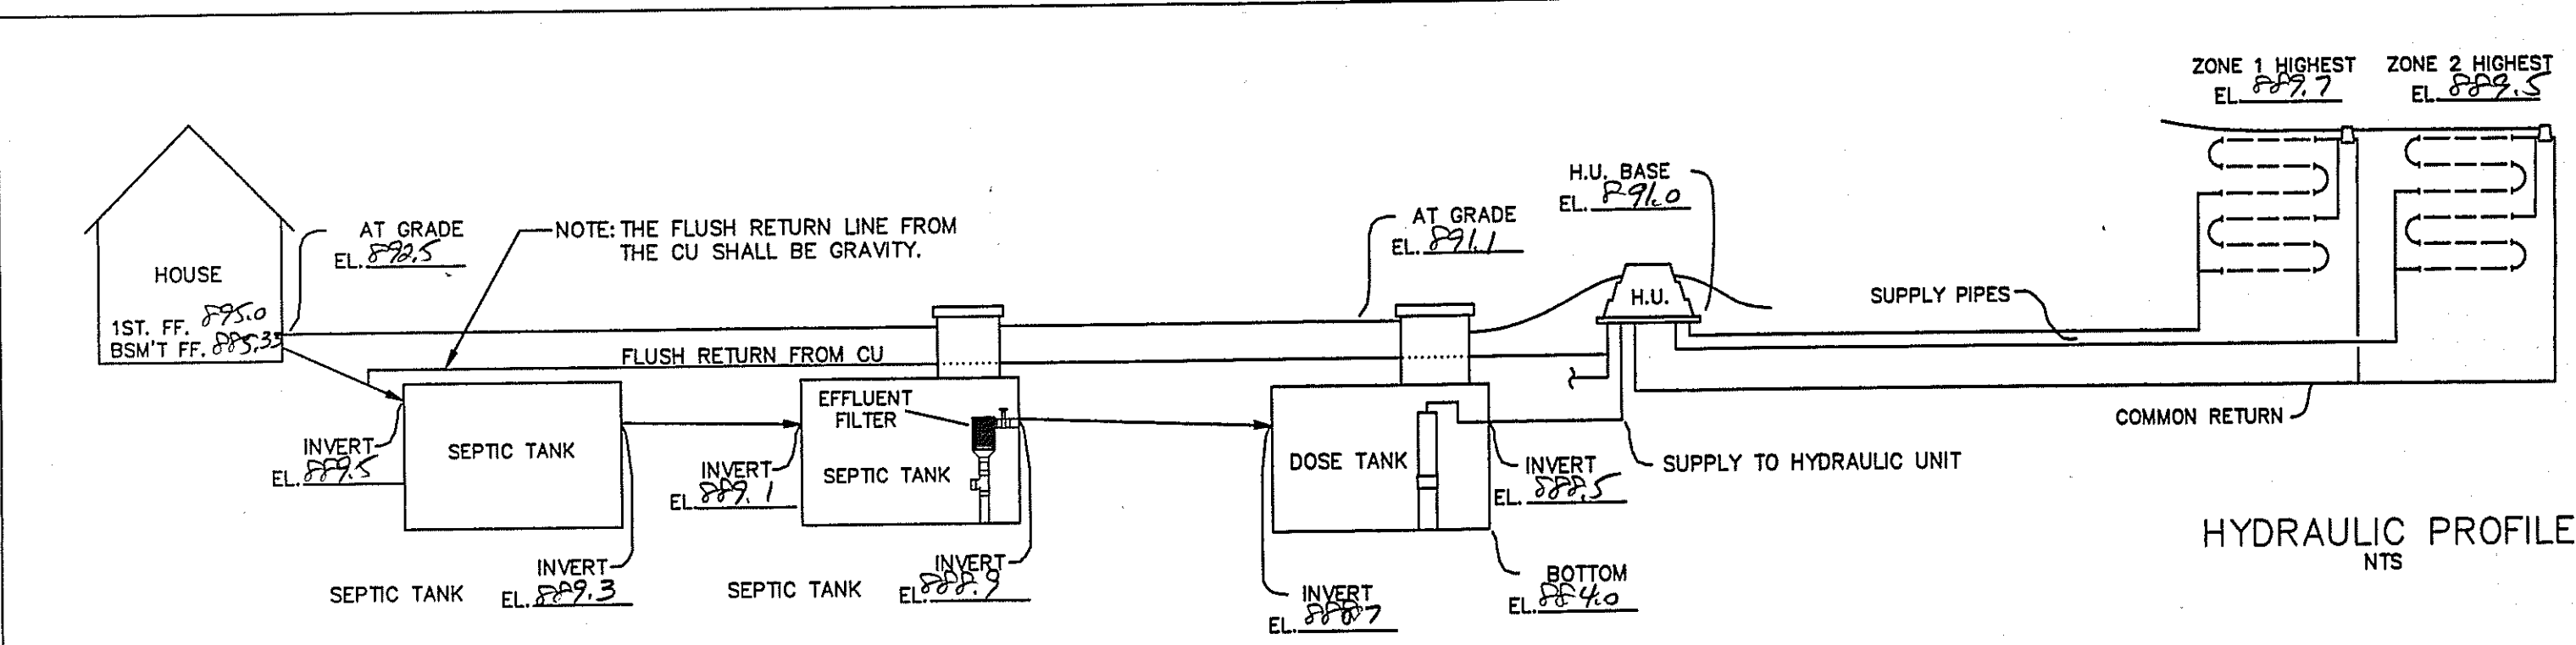 ZONE 1 HIGHEST
EL. 889.7
ZONE 2 HIGHEST
EL. 889.5
H.U. BASE
EL. 891.0
AT GRADE
EL. 892.5
NOTE: THE FLUSH RETURN LINE FROM
THE CU SHALL BE GRAVITY.
AT GRADE
EL. 891.1
HOUSE
1ST. FF. 895.0
BSM'T FF. 885.33
H.U.
SUPPLY PIPES
FLUSH RETURN FROM CU
EFFLUENT
FILTER
COMMON RETURN
INVERT
EL. 889.5
SEPTIC TANK
INVERT
EL. 889.1
SEPTIC TANK
DOSE TANK
INVERT
EL. 888.5
SUPPLY TO HYDRAULIC UNIT
HYDRAULIC PROFILE
NTS
SEPTIC TANK
INVERT
EL. 889.3
SEPTIC TANK
INVERT
EL. 888.9
INVERT
EL. 888.7
BOTTOM
EL. 884.0